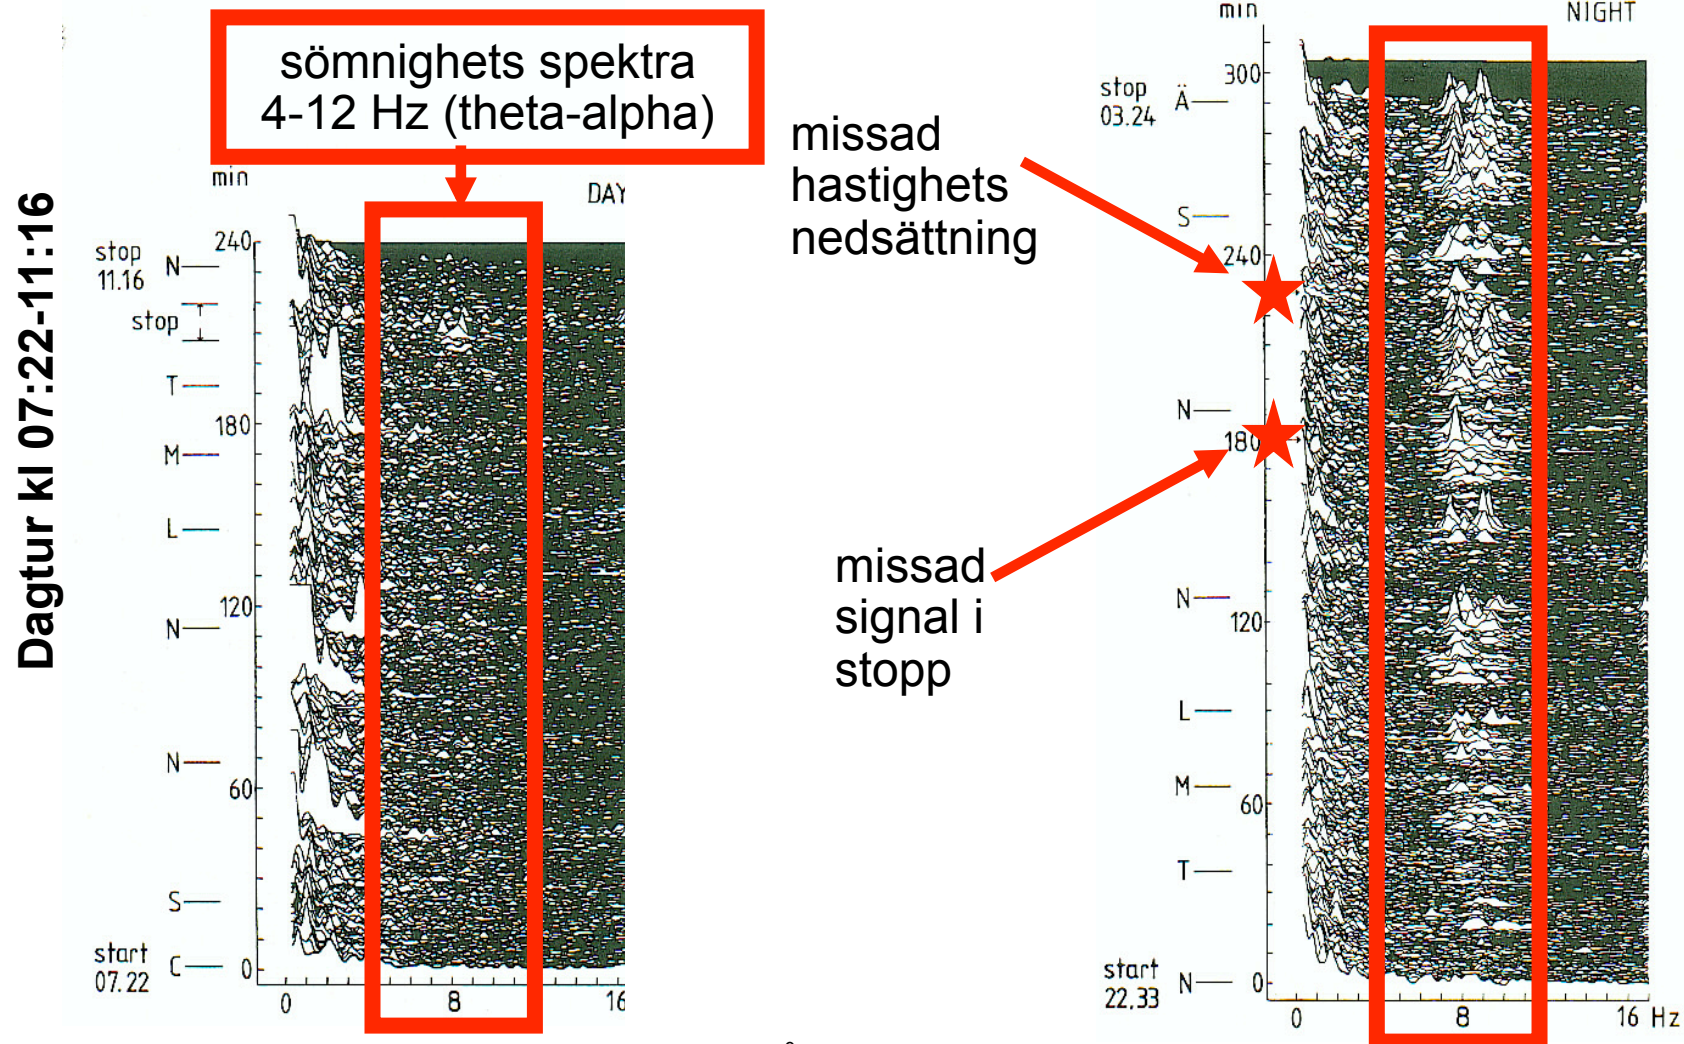 sömnighets spektra
4-12 Hz (theta-alpha)
Dagtur kl 07:22-11:16
min
DAY
stop
11.16
N
240
stop
T
180
M
L
120
N
N
60
S
start
07.22
C
0
0
8
16
missad
hastighets
nedsättning
missad
signal i
stopp
min
NIGHT
300
stop
03.24
Ä
S
240
N
180
N
120
L
M
60
T
start
22.33
N
0
0
8
16 Hz